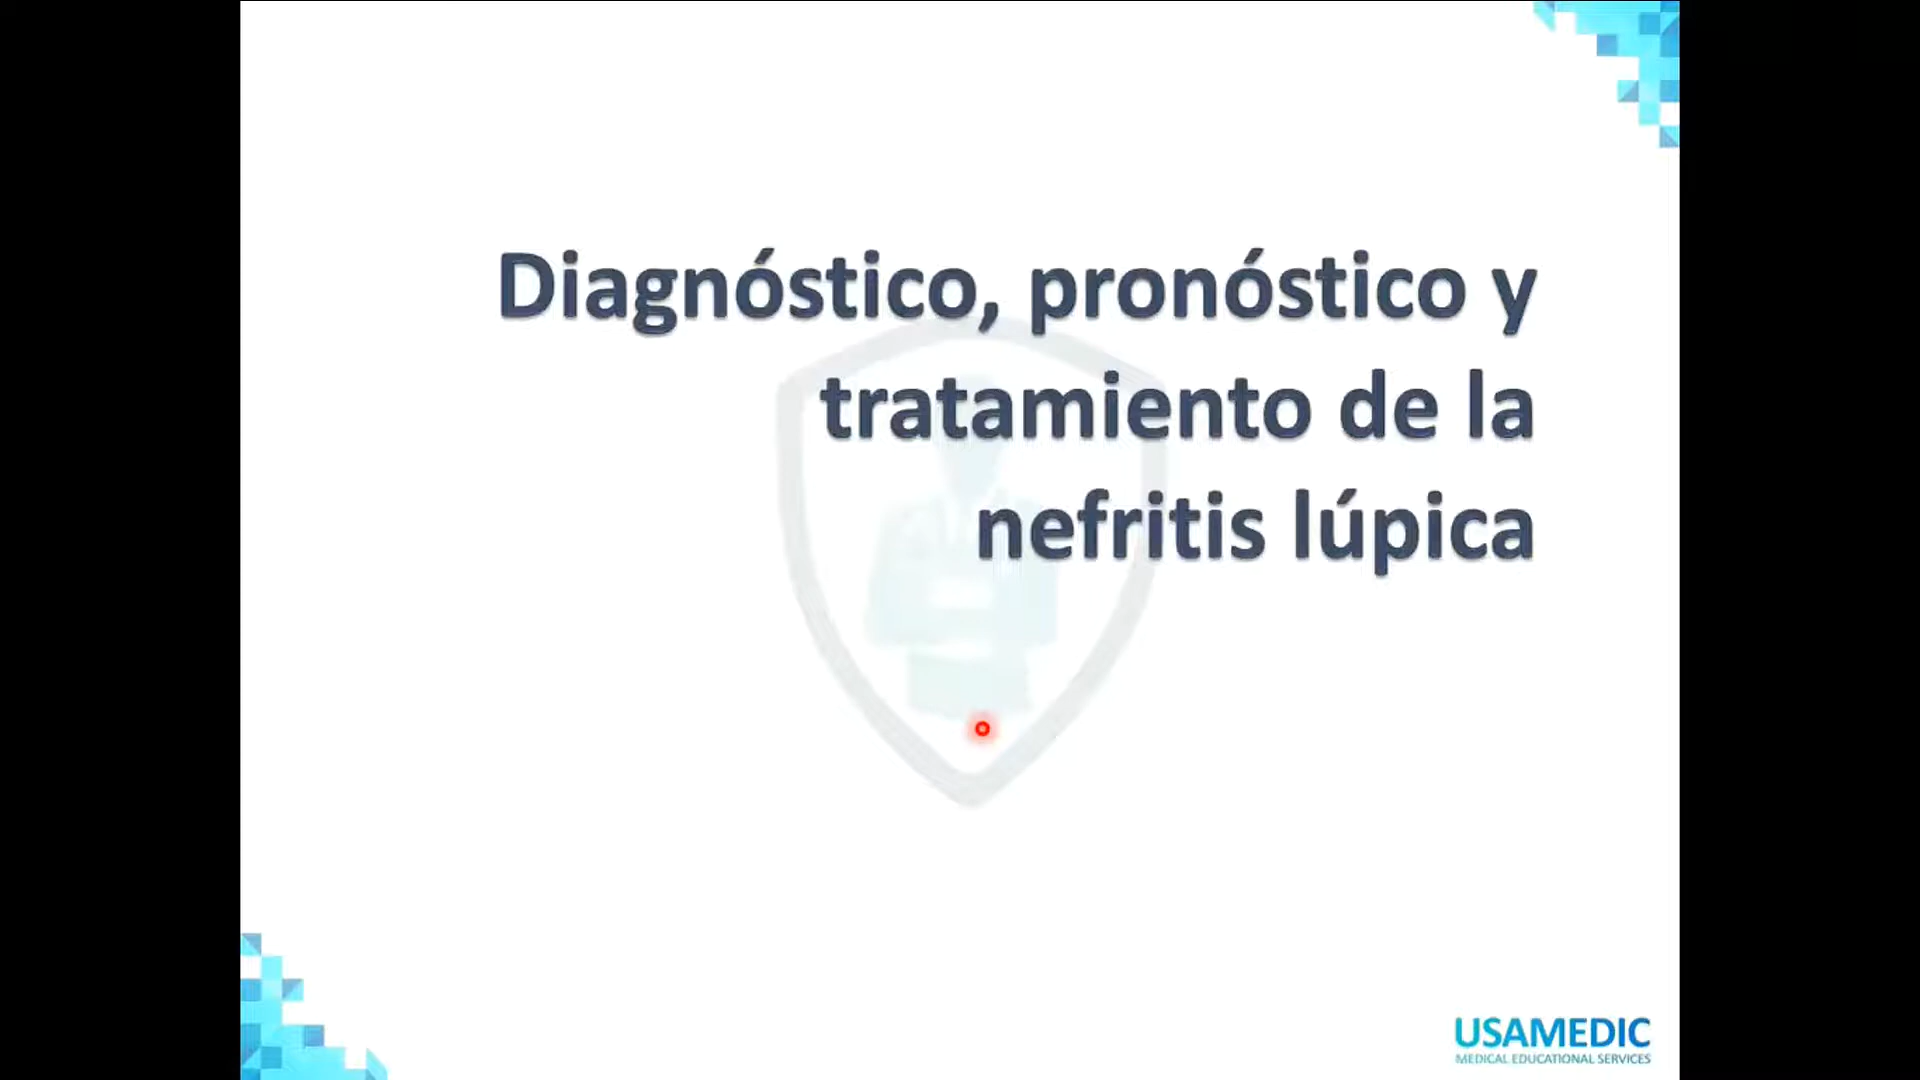 Diagnóstico, pronóstico y
tratamiento de la
nefritis lúpica
USAMEDIC
MEDICAL EDUCATIONAL SERVICES